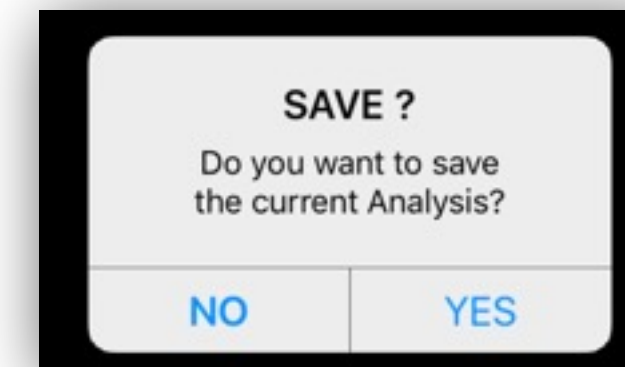 SAVE ?
Do you want to save
the current Analysis?
NO
YES